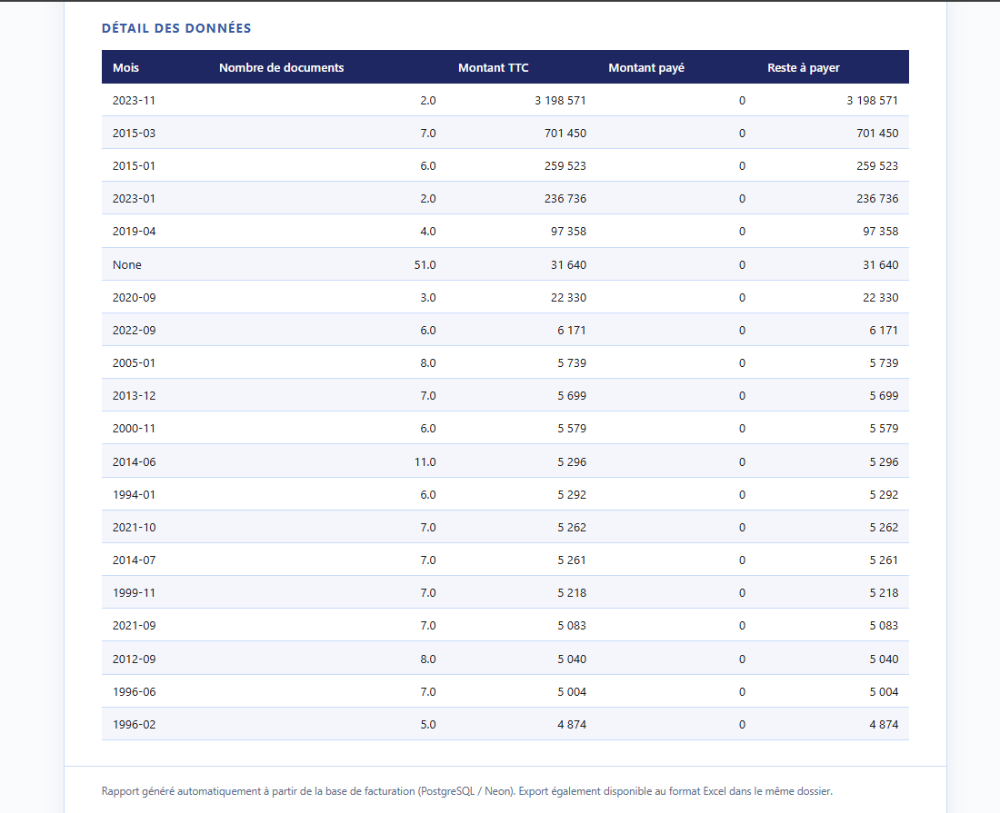 DÉTAIL DES DONNÉES
Mois Nombre de documents Montant TTC Montant payé Reste à payer
2023-11 2.0 3 198 571 0 3 198 571
2015-03 7.0 701 450 0 701 450
2015-01 6.0 259 523 0 259 523
2023-01 2.0 236 736 0 236 736
2019-04 4.0 97 358 0 97 358
None 51.0 31 640 0 31 640
2020-09 3.0 22 330 0 22 330
2022-09 6.0 6 171 0 6 171
2005-01 8.0 5 739 0 5 739
2013-12 7.0 5 699 0 5 699
2000-11 6.0 5 579 0 5 579
2014-06 11.0 5 296 0 5 296
1994-01 6.0 5 292 0 5 292
2021-10 7.0 5 262 0 5 262
2014-07 7.0 5 261 0 5 261
1999-11 7.0 5 218 0 5 218
2021-09 7.0 5 083 0 5 083
2012-09 8.0 5 040 0 5 040
1996-06 7.0 5 004 0 5 004
1996-02 5.0 4 874 0 4 874
Rapport généré automatiquement à partir de la base de facturation (PostgreSQL / Neon). Export également disponible au format Excel dans le même dossier.